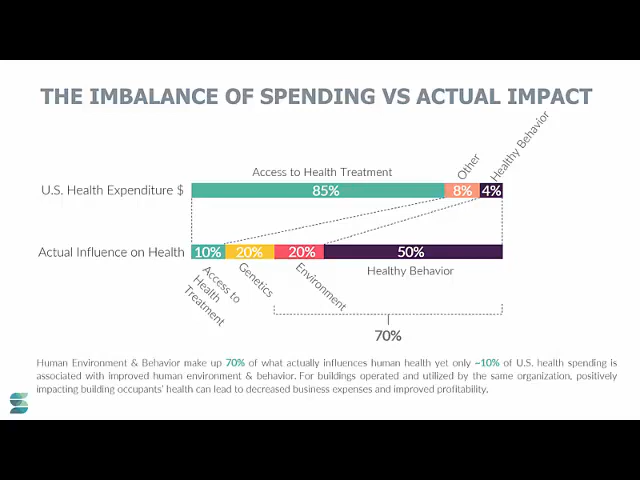 THE IMBALANCE OF SPENDING VS ACTUAL IMPACT
Access to Health Treatment
Other
Healthy Behavior
U.S. Health Expenditure $
85%
8%
4%
Actual Influence on Health
10%
20%
20%
50%
Access to
Health
Treatment
Genetics
Environment
Healthy Behavior
70%
Human Environment & Behavior make up 70% of what actually influences human health yet only ~10% of U.S. health spending is
associated with improved human environment & behavior. For buildings operated and utilized by the same organization, positively
impacting building occupants' health can lead to decreased business expenses and improved profitability.